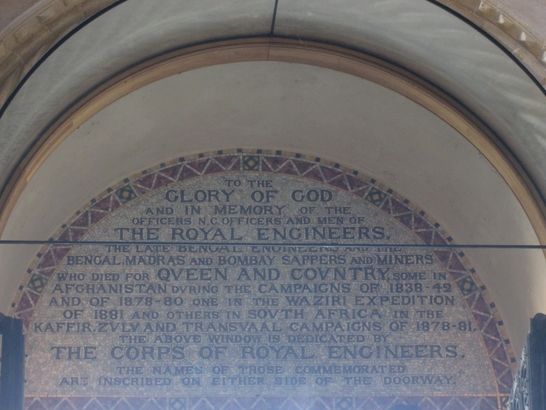 TO THE
GLORY OF GOD
AND IN MEMORY OF THE
OFFICERS N.C.OFFICERS AND MEN OF
THE ROYAL ENGINEERS.
THE LATE BENGAL ENGINEERS AND THE
BENGAL,MADRAS AND BOMBAY SAPPERS AND MINERS
WHO DIED FOR QVEEN AND COVNTRY, SOME IN
AFGHANISTAN DVRING THE CAMPAIGNS OF 1838-42
AND OF 1878-80 ONE IN THE WAZIRI EXPEDITION
OF 1881 AND OTHERS IN SOVTH AFRICA IN THE
KAFFIR, ZVLV AND TRANSVAAL CAMPAIGNS OF 1878-81.
THE ABOVE WINDOW IS DEDICATED BY
THE CORPS OF ROYAL ENGINEERS.
THE NAMES OF THOSE COMMEMORATED
ARE INSCRIBED ON EITHER SIDE OF THE DOORWAY.